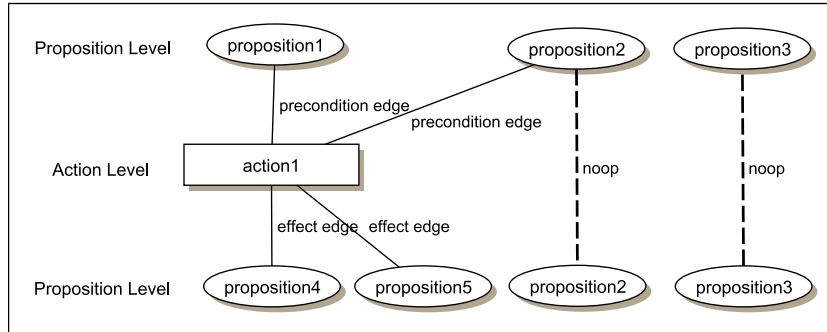 Proposition Level
proposition1
proposition2
proposition3
precondition edge
precondition edge
Action Level
action1
noop
noop
effect edge
effect edge
Proposition Level
proposition4
proposition5
proposition2
proposition3